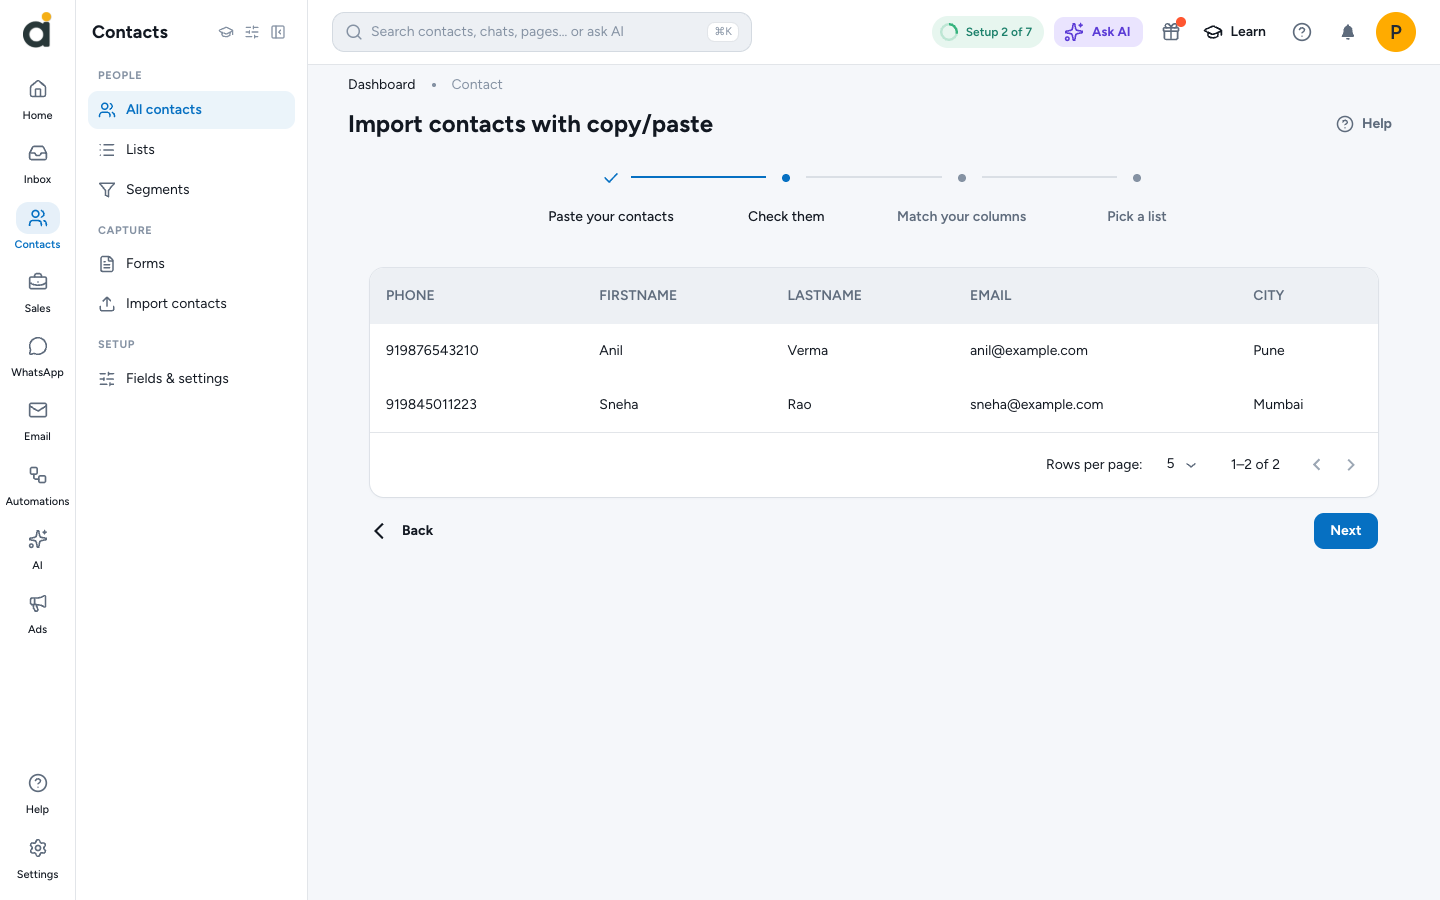 Contacts
Search contacts, chats, pages... or ask AI
⌘K
Setup 2 of 7
Ask AI
Learn
P
Home
Inbox
Contacts
Sales
WhatsApp
Email
Automations
AI
Ads
Help
Settings
PEOPLE
All contacts
Lists
Segments
CAPTURE
Forms
Import contacts
SETUP
Fields & settings
Dashboard • Contact
Import contacts with copy/paste
Help
Paste your contacts
Check them
Match your columns
Pick a list
PHONE FIRSTNAME LASTNAME EMAIL CITY
919876543210 Anil Verma anil@example.com Pune
919845011223 Sneha Rao sneha@example.com Mumbai
Rows per page: 5 1–2 of 2
Back
Next